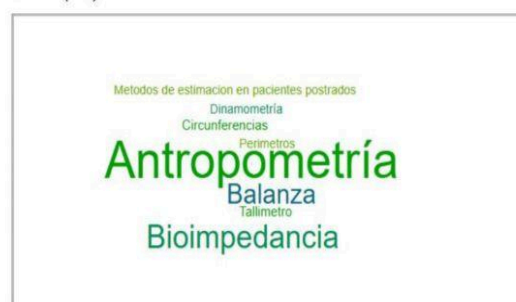 Metodos de estimacion en pacientes postrados
Dinamometría
Circunferencias
Perimetros
Antropometría
Balanza
Tallimetro
Bioimpedancia